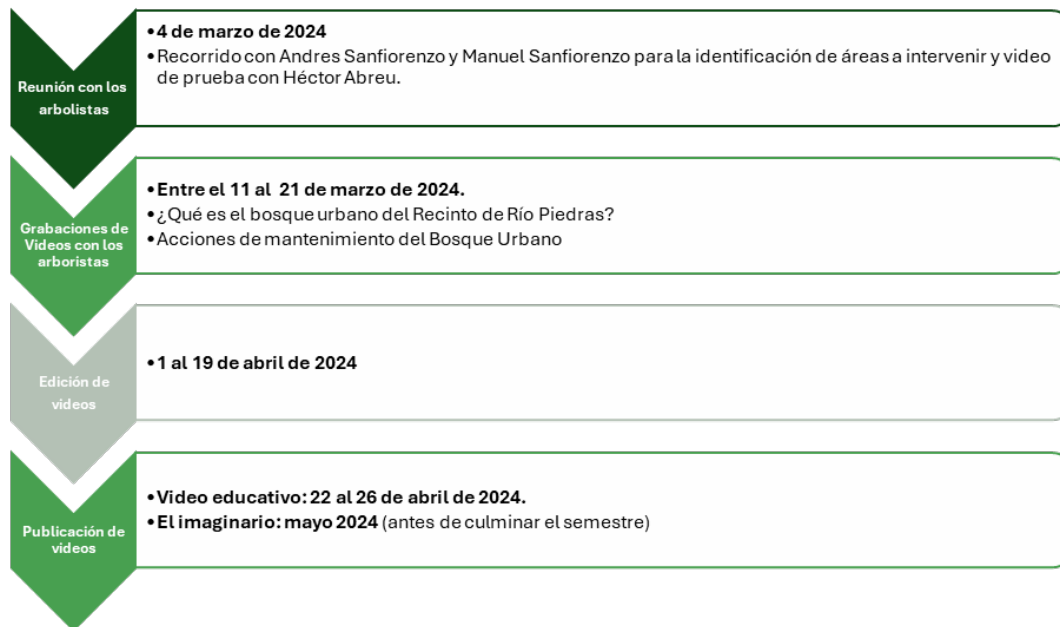 Reunión con los
arbolistas
•4 de marzo de 2024
•Recorrido con Andres Sanfiorenzo y Manuel Sanfiorenzo para la identificación de áreas a intervenir y video
de prueba con Héctor Abreu.
Grabaciones de
Videos con los
arboristas
•Entre el 11 al 21 de marzo de 2024.
•¿Qué es el bosque urbano del Recinto de Río Piedras?
•Acciones de mantenimiento del Bosque Urbano
Edición de
videos
•1 al 19 de abril de 2024
Publicación de
videos
•Video educativo: 22 al 26 de abril de 2024.
•El imaginario: mayo 2024 (antes de culminar el semestre)